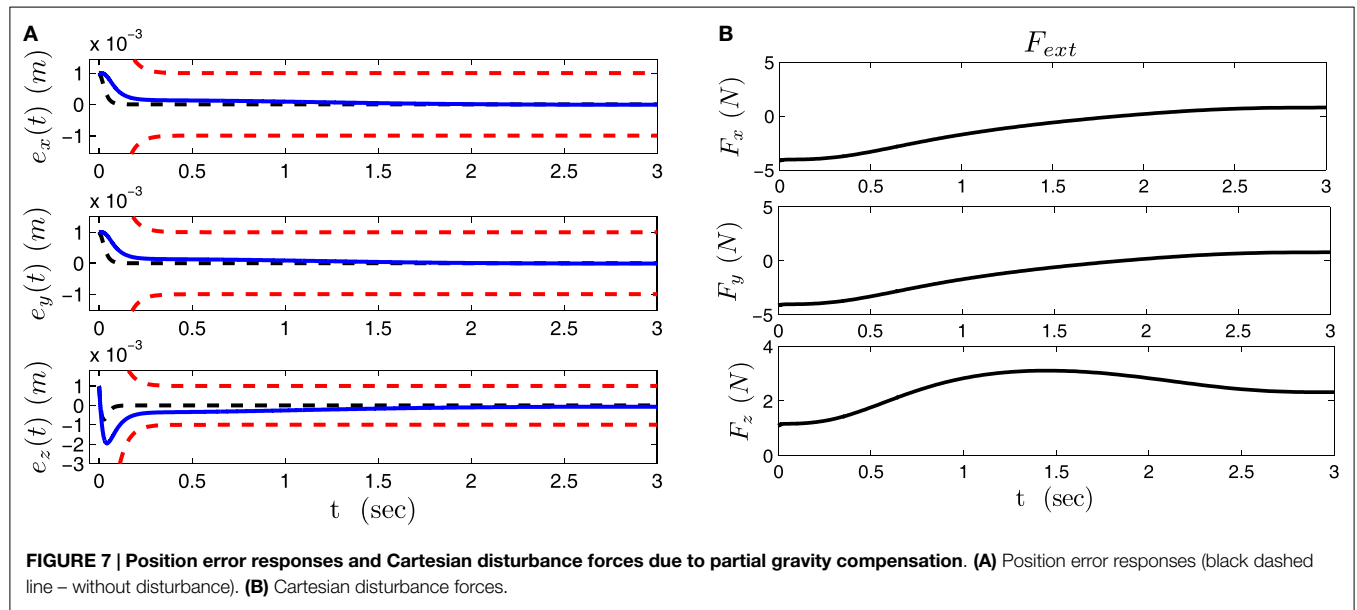 A
x 10⁻³
e_x(t) (m)
1
0
−1
0 0.5 1 1.5 2 2.5 3
x 10⁻³
e_y(t) (m)
1
0
−1
0 0.5 1 1.5 2 2.5 3
x 10⁻³
e_z(t) (m)
1
0
−1
−2
−3
0 0.5 1 1.5 2 2.5 3
t (sec)
B
F_ext
F_x (N)
5
0
−5
0 0.5 1 1.5 2 2.5 3
F_y (N)
5
0
−5
0 0.5 1 1.5 2 2.5 3
F_z (N)
4
2
0
0 0.5 1 1.5 2 2.5 3
t (sec)
FIGURE 7 | Position error responses and Cartesian disturbance forces due to partial gravity compensation. (A) Position error responses (black dashed
line – without disturbance). (B) Cartesian disturbance forces.